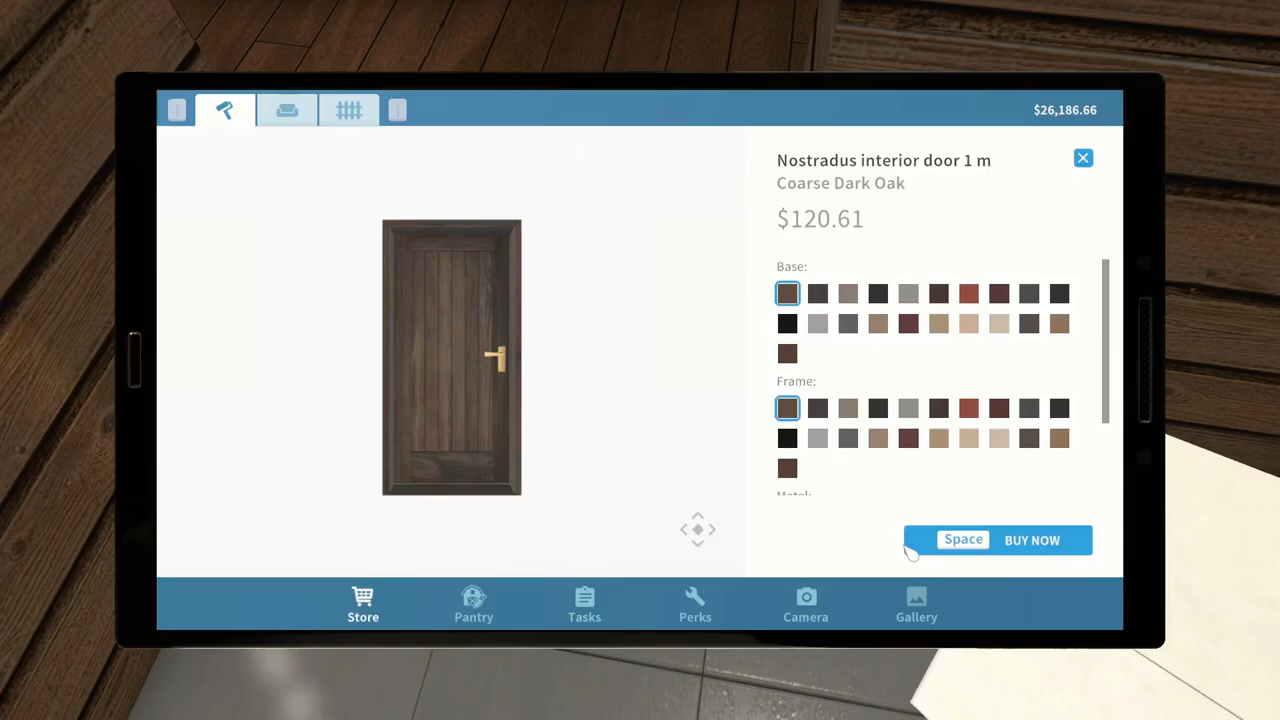 $26,186.66
Nostradus interior door 1 m
Coarse Dark Oak
$120.61
Base:
Frame:
Metal:
Space BUY NOW
Store Pantry Tasks Perks Camera Gallery